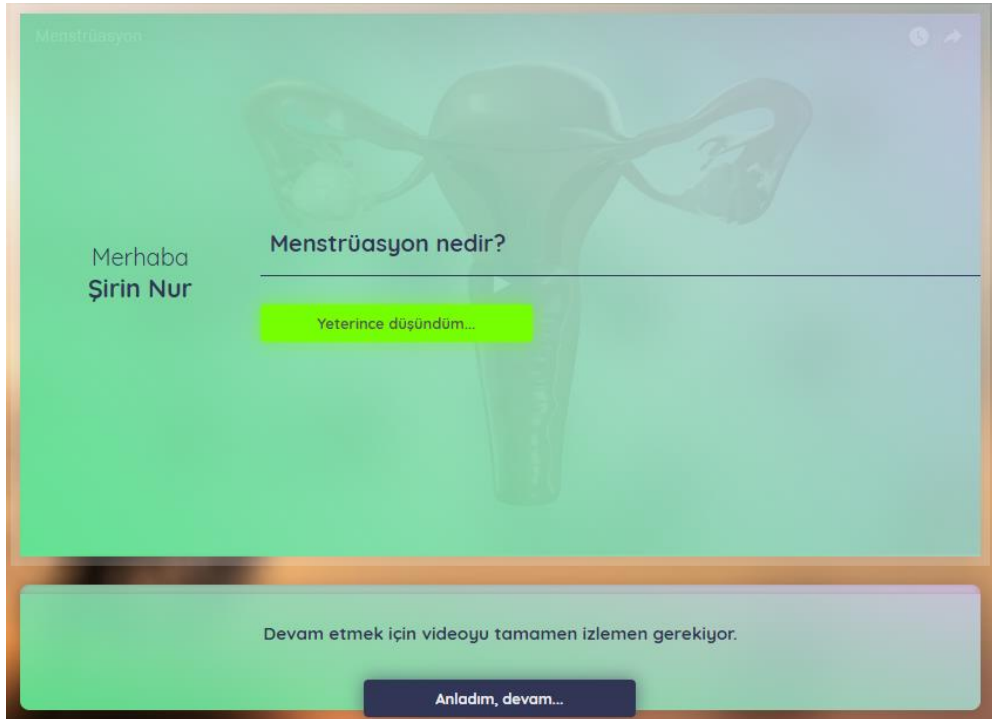 Menstrüasyon
Merhaba
Şirin Nur
Menstrüasyon nedir?
Yeterince düşündüm...
Devam etmek için videoyu tamamen izlemen gerekiyor.
Anladım, devam...